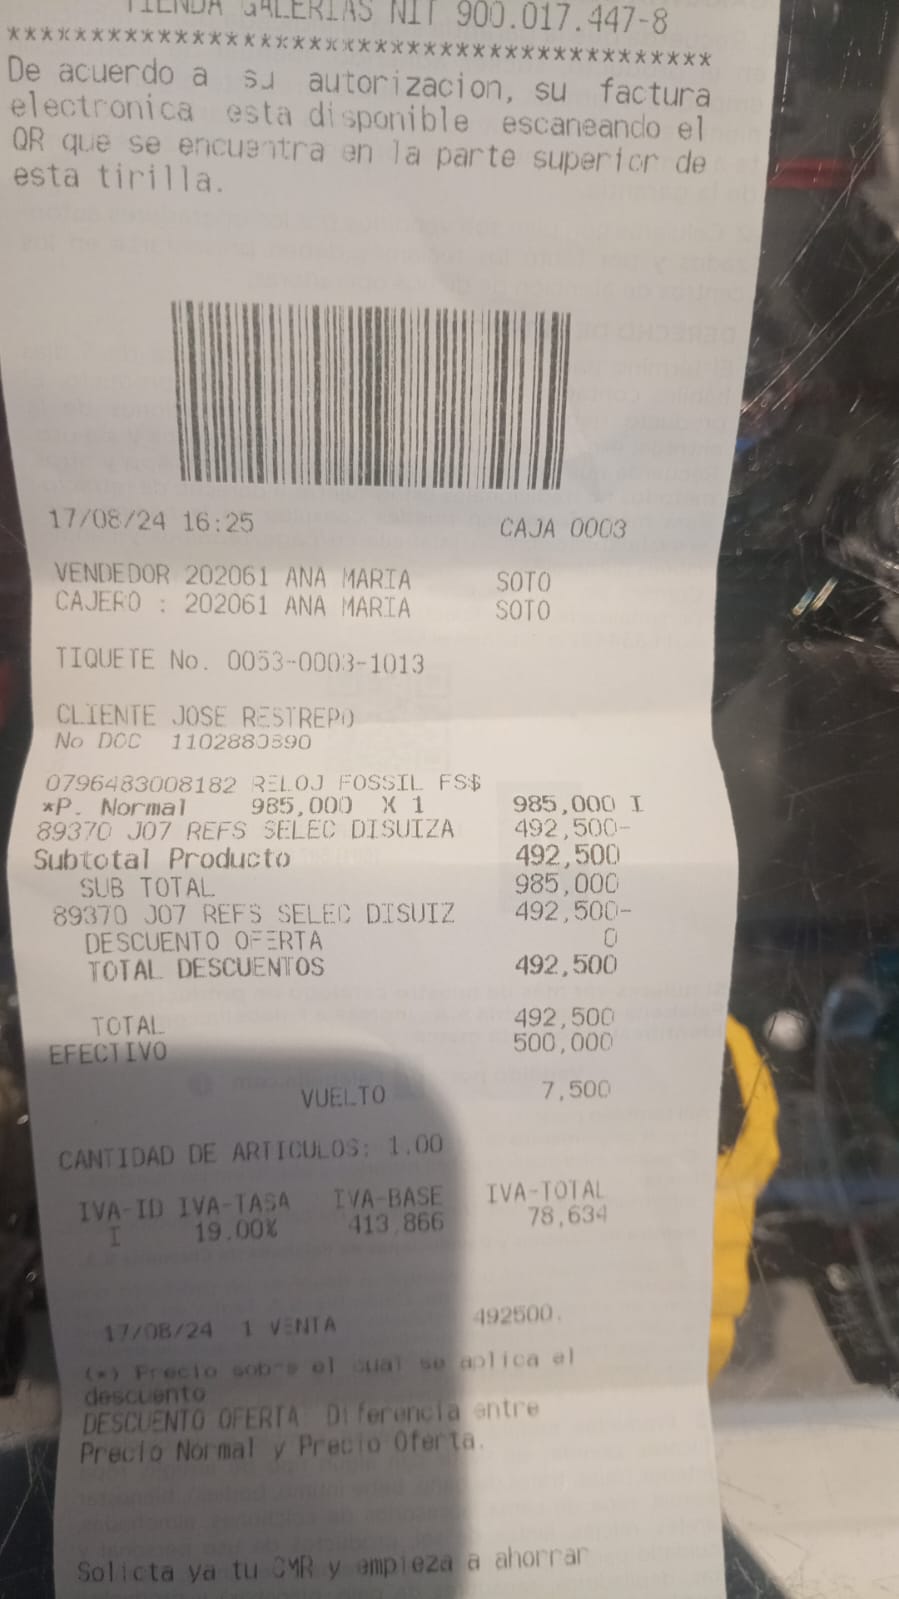 TIENDA GALERIAS NIT 900.017.447-8
******************************************
De acuerdo a su autorizacion, su factura
electronica esta disponible escaneando el
QR que se encuentra en la parte superior de
esta tirilla.
17/08/24 16:25 CAJA 0003
VENDEDOR 202061 ANA MARIA SOTO
CAJERO : 202061 ANA MARIA SOTO
TIQUETE No. 0053-0003-1013
CLIENTE JOSE RESTREPO
No DOC 1102880890
0796483008182 RELOJ FOSSIL FS$
*P. Normal 985,000 X 1 985,000 I
89370 J07 REFS SELEC DISUIZA 492,500-
Subtotal Producto 492,500
SUB TOTAL 985,000
89370 J07 REFS SELEC DISUIZ 492,500-
DESCUENTO OFERTA 0
TOTAL DESCUENTOS 492,500
TOTAL 492,500
EFECTIVO 500,000
VUELTO 7,500
CANTIDAD DE ARTICULOS: 1.00
IVA-ID IVA-TASA IVA-BASE IVA-TOTAL
I 19.00% 413,866 78,634
17/08/24 1 VENTA 492500.
(*) Precio sobre el cual se aplica el
descuento
DESCUENTO OFERTA: Diferencia entre
Precio Normal y Precio Oferta.
Solicta ya tu CMR y empieza a ahorrar